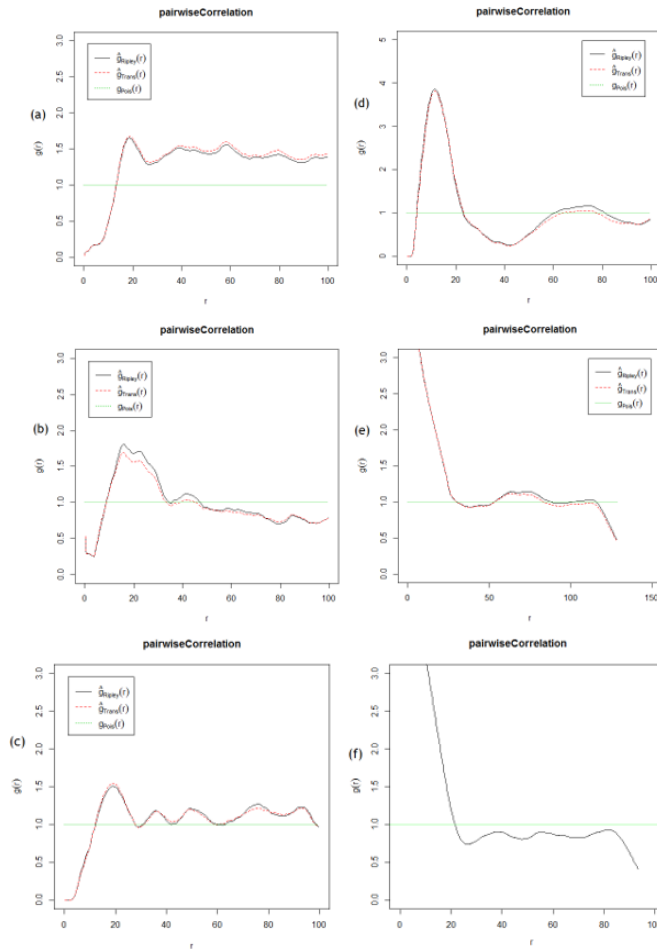 pairwiseCorrelation
(a)
g(r)
3.0
2.5
2.0
1.5
1.0
0.5
0.0
ĝRipley(r)
ĝTrans(r)
gPois(r)
0 20 40 60 80 100
r
pairwiseCorrelation
(d)
g(r)
5
4
3
2
1
0
ĝRipley(r)
ĝTrans(r)
gPois(r)
0 20 40 60 80 100
r
pairwiseCorrelation
(b)
g(r)
3.0
2.5
2.0
1.5
1.0
0.5
0.0
ĝRipley(r)
ĝTrans(r)
gPois(r)
0 20 40 60 80 100
r
pairwiseCorrelation
(e)
g(r)
3.0
2.5
2.0
1.5
1.0
0.5
0.0
ĝRipley(r)
ĝTrans(r)
gPois(r)
0 50 100 150
r
pairwiseCorrelation
(c)
g(r)
3.0
2.5
2.0
1.5
1.0
0.5
0.0
ĝRipley(r)
ĝTrans(r)
gPois(r)
0 20 40 60 80 100
r
pairwiseCorrelation
(f)
g(r)
3.0
2.5
2.0
1.5
1.0
0.5
0.0
0 20 40 60 80 100
r